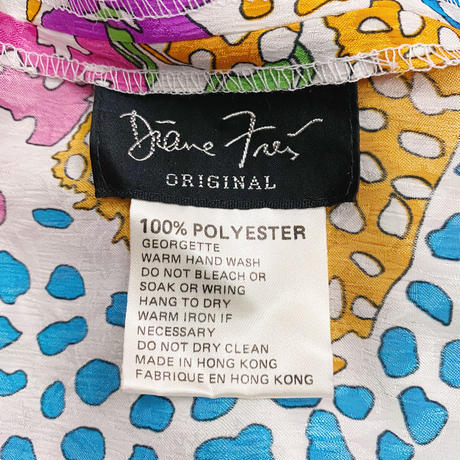 Diane Freis
ORIGINAL
100% POLYESTER
GEORGETTE
WARM HAND WASH
DO NOT BLEACH OR
SOAK OR WRING
HANG TO DRY
WARM IRON IF
NECESSARY
DO NOT DRY CLEAN
MADE IN HONG KONG
FABRIQUE EN HONG KONG